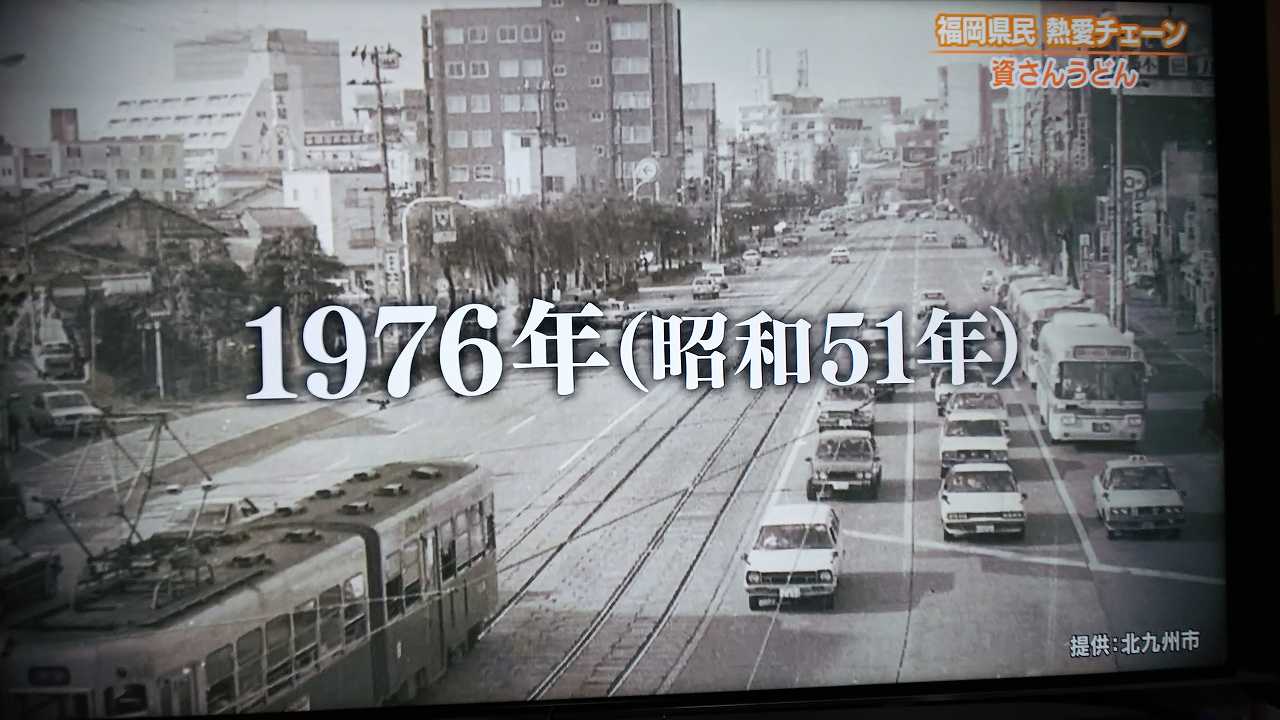 福岡県民 熱愛チェーン
資さんうどん
1976年(昭和51年)
提供：北九州市